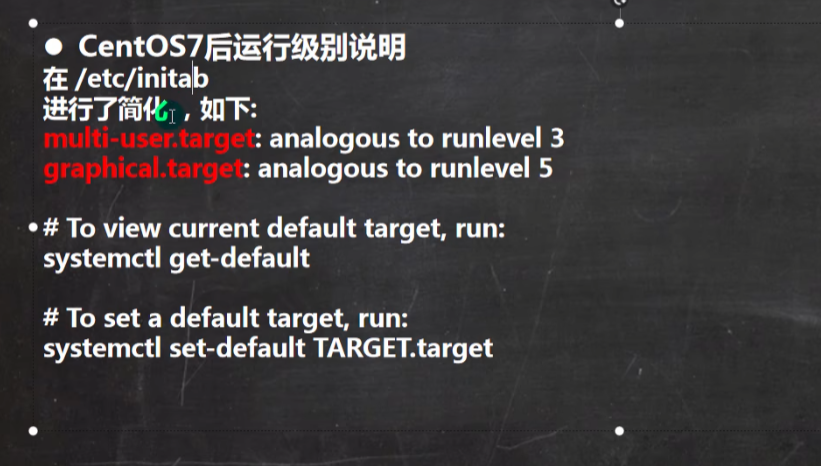 ● CentOS7后运行级别说明
在 /etc/initab
进行了简化，如下:
multi-user.target: analogous to runlevel 3
graphical.target: analogous to runlevel 5
• # To view current default target, run:
systemctl get-default
# To set a default target, run:
systemctl set-default TARGET.target